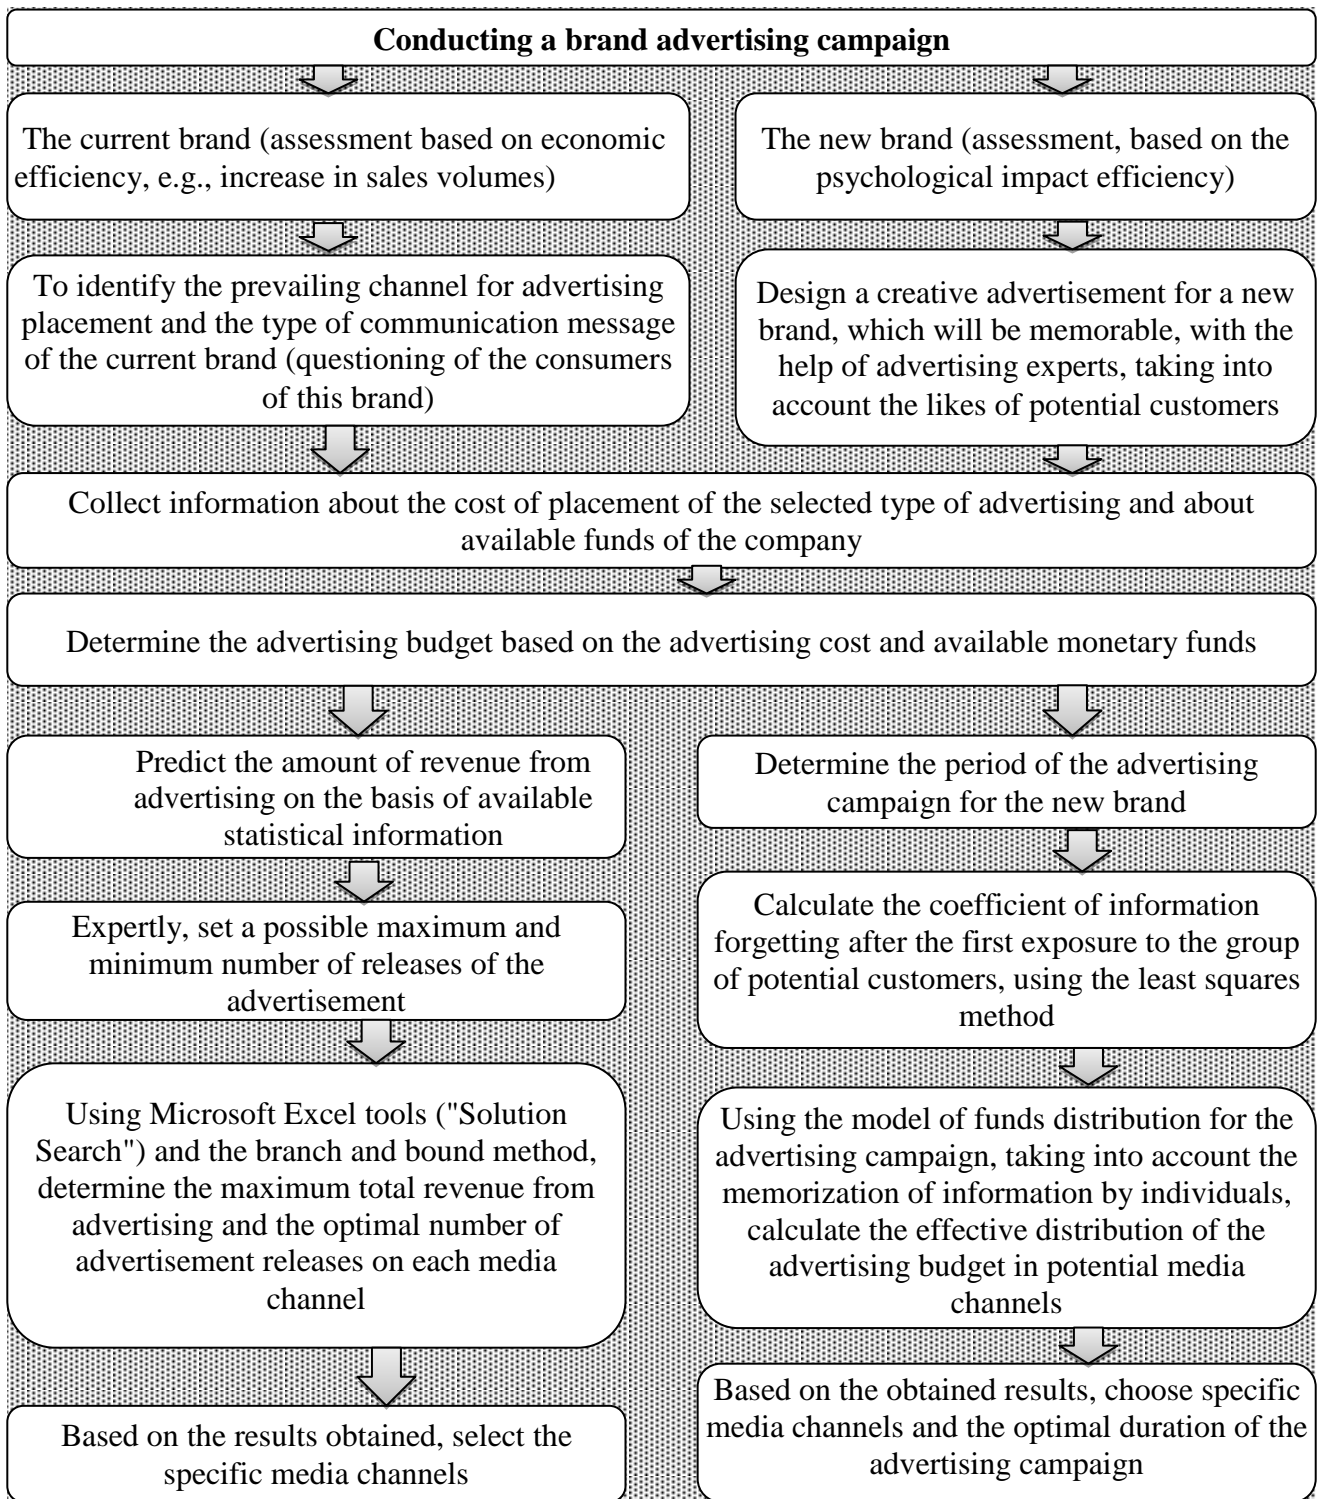 Conducting a brand advertising campaign
The current brand (assessment based on economic
efficiency, e.g., increase in sales volumes)
The new brand (assessment, based on the
psychological impact efficiency)
To identify the prevailing channel for advertising
placement and the type of communication message
of the current brand (questioning of the consumers
of this brand)
Design a creative advertisement for a new
brand, which will be memorable, with the
help of advertising experts, taking into
account the likes of potential customers
Collect information about the cost of placement of the selected type of advertising and about
available funds of the company
Determine the advertising budget based on the advertising cost and available monetary funds
Predict the amount of revenue from
advertising on the basis of available
statistical information
Expertly, set a possible maximum and
minimum number of releases of the
advertisement
Using Microsoft Excel tools ("Solution
Search") and the branch and bound method,
determine the maximum total revenue from
advertising and the optimal number of
advertisement releases on each media
channel
Based on the results obtained, select the
specific media channels
Determine the period of the advertising
campaign for the new brand
Calculate the coefficient of information
forgetting after the first exposure to the group
of potential customers, using the least squares
method
Using the model of funds distribution for the
advertising campaign, taking into account the
memorization of information by individuals,
calculate the effective distribution of the
advertising budget in potential media
channels
Based on the obtained results, choose specific
media channels and the optimal duration of the
advertising campaign